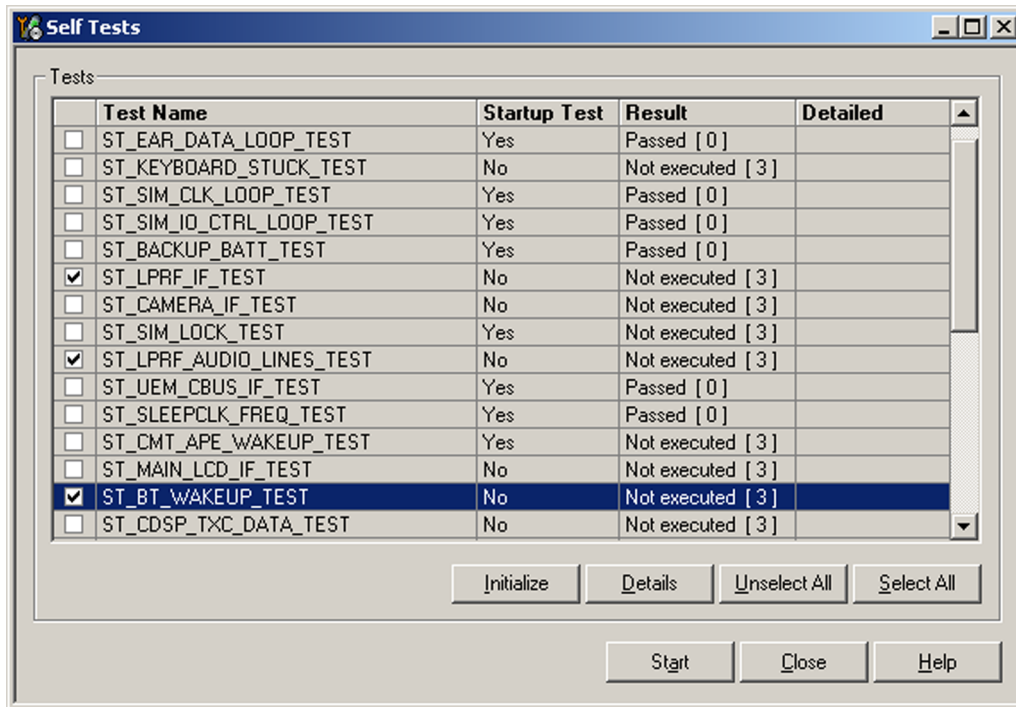 Self Tests
Tests
Test Name Startup Test Result Detailed
ST_EAR_DATA_LOOP_TEST Yes Passed [ 0 ]
ST_KEYBOARD_STUCK_TEST No Not executed [ 3 ]
ST_SIM_CLK_LOOP_TEST Yes Passed [ 0 ]
ST_SIM_IO_CTRL_LOOP_TEST Yes Passed [ 0 ]
ST_BACKUP_BATT_TEST Yes Passed [ 0 ]
ST_LPRF_IF_TEST No Not executed [ 3 ]
ST_CAMERA_IF_TEST No Not executed [ 3 ]
ST_SIM_LOCK_TEST Yes Not executed [ 3 ]
ST_LPRF_AUDIO_LINES_TEST No Not executed [ 3 ]
ST_UEM_CBUS_IF_TEST Yes Passed [ 0 ]
ST_SLEEPCLK_FREQ_TEST Yes Passed [ 0 ]
ST_CMT_APE_WAKEUP_TEST Yes Not executed [ 3 ]
ST_MAIN_LCD_IF_TEST No Not executed [ 3 ]
ST_BT_WAKEUP_TEST No Not executed [ 3 ]
ST_CDSP_TXC_DATA_TEST No Not executed [ 3 ]
Initialize Details Unselect All Select All
Start Close Help